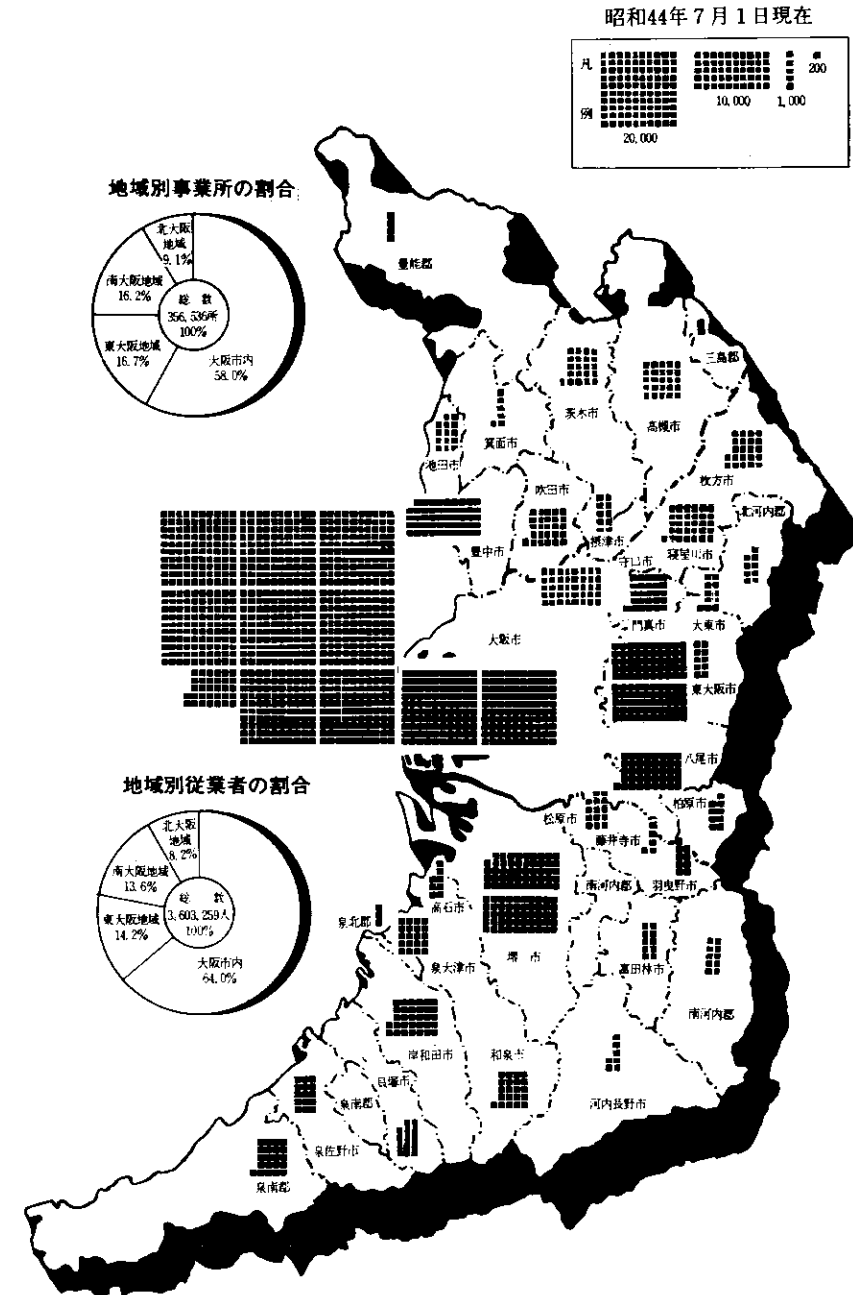 昭和44年7月1日現在
凡例
200
10,000
1,000
20,000
地域別事業所の割合
北大阪
地域
9.1%
南大阪地域
16.2%
総数
356,536所
100%
東大阪地域
16.7%
大阪市内
58.0%
豊能郡
三島郡
茨木市
高槻市
箕面市
池田市
枚方市
吹田市
北河内郡
豊中市
摂津市
寝屋川市
守口市
大阪市
門真市
大東市
東大阪市
八尾市
地域別従業者の割合
北大阪
地域
8.2%
南大阪地域
13.6%
総数
3,603,259人
100%
東大阪地域
14.2%
大阪市内
64.0%
松原市
柏原市
藤井寺市
南河内郡
羽曳野市
高石市
泉北郡
泉大津市
堺市
富田林市
南河内郡
岸和田市
和泉市
貝塚市
泉南郡
河内長野市
泉佐野市
泉南郡